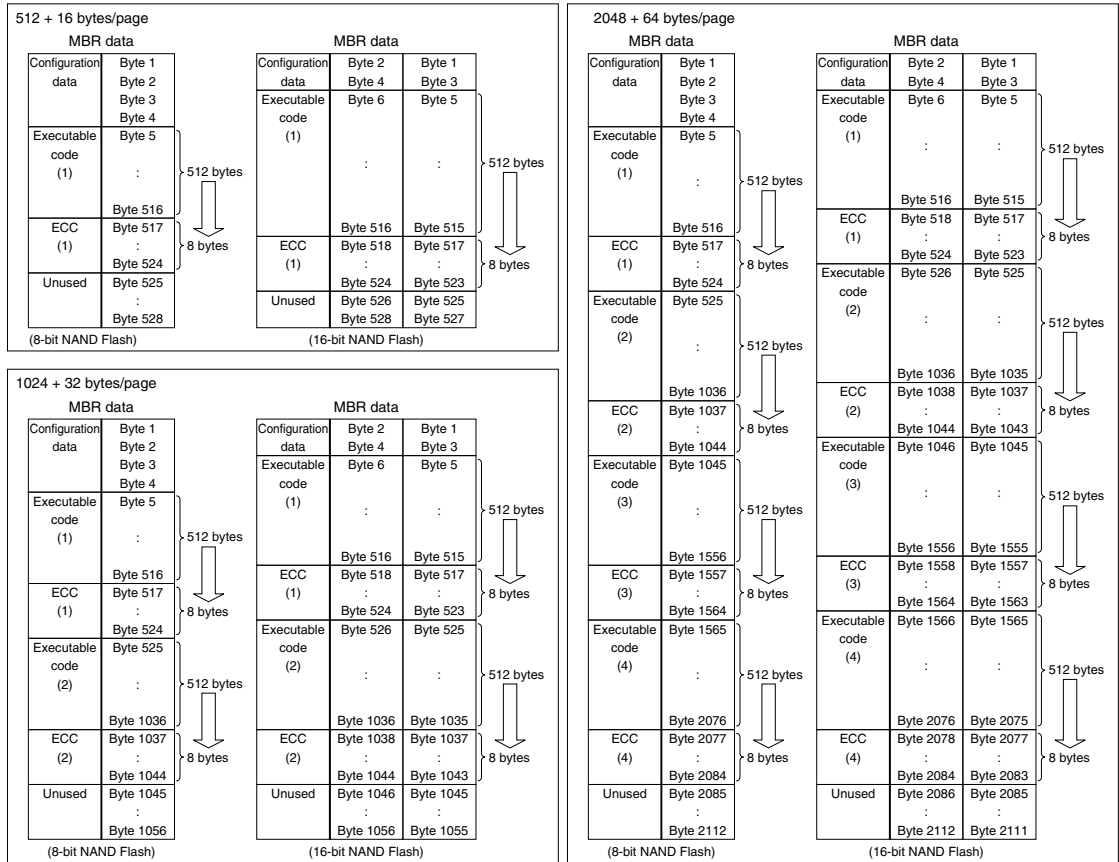 512 + 16 bytes/page
MBR data
Configuration Byte 1
data Byte 2
Byte 3
Byte 4
Executable Byte 5
code
(1) :
512 bytes
Byte 516
ECC Byte 517
(1) :
8 bytes
Byte 524
Unused Byte 525
:
Byte 528
(8-bit NAND Flash)
MBR data
Configuration Byte 2 Byte 1
data Byte 4 Byte 3
Executable Byte 6 Byte 5
code
(1)
: :
512 bytes
Byte 516 Byte 515
ECC Byte 518 Byte 517
(1) : :
8 bytes
Byte 524 Byte 523
Unused Byte 526 Byte 525
Byte 528 Byte 527
(16-bit NAND Flash)
1024 + 32 bytes/page
MBR data
Configuration Byte 1
data Byte 2
Byte 3
Byte 4
Executable Byte 5
code
(1) :
512 bytes
Byte 516
ECC Byte 517
(1) :
8 bytes
Byte 524
Executable Byte 525
code
(2) :
512 bytes
Byte 1036
ECC Byte 1037
(2) :
8 bytes
Byte 1044
Unused Byte 1045
:
Byte 1056
(8-bit NAND Flash)
MBR data
Configuration Byte 2 Byte 1
data Byte 4 Byte 3
Executable Byte 6 Byte 5
code
(1) : :
512 bytes
Byte 516 Byte 515
ECC Byte 518 Byte 517
(1) : :
8 bytes
Byte 524 Byte 523
Executable Byte 526 Byte 525
code
(2) : :
512 bytes
Byte 1036 Byte 1035
ECC Byte 1038 Byte 1037
(2) : :
8 bytes
Byte 1044 Byte 1043
Unused Byte 1046 Byte 1045
: :
Byte 1056 Byte 1055
(16-bit NAND Flash)
2048 + 64 bytes/page
MBR data
Configuration Byte 1
data Byte 2
Byte 3
Byte 4
Executable Byte 5
code
(1)
:
512 bytes
Byte 516
ECC Byte 517
(1) :
8 bytes
Byte 524
Executable Byte 525
code
(2)
:
512 bytes
Byte 1036
ECC Byte 1037
(2) :
8 bytes
Byte 1044
Executable Byte 1045
code
(3)
:
512 bytes
Byte 1556
ECC Byte 1557
(3) :
8 bytes
Byte 1564
Executable Byte 1565
code
(4)
:
512 bytes
Byte 2076
ECC Byte 2077
(4) :
8 bytes
Byte 2084
Unused Byte 2085
:
Byte 2112
(8-bit NAND Flash)
MBR data
Configuration Byte 2 Byte 1
data Byte 4 Byte 3
Executable Byte 6 Byte 5
code
(1)
: :
512 bytes
Byte 516 Byte 515
ECC Byte 518 Byte 517
(1) : :
8 bytes
Byte 524 Byte 523
Executable Byte 526 Byte 525
code
(2)
: :
512 bytes
Byte 1036 Byte 1035
ECC Byte 1038 Byte 1037
(2) : :
8 bytes
Byte 1044 Byte 1043
Executable Byte 1046 Byte 1045
code
(3)
: :
512 bytes
Byte 1556 Byte 1555
ECC Byte 1558 Byte 1557
(3) : :
8 bytes
Byte 1564 Byte 1563
Executable Byte 1566 Byte 1565
code
(4)
: :
512 bytes
Byte 2076 Byte 2075
ECC Byte 2078 Byte 2077
(4) : :
8 bytes
Byte 2084 Byte 2083
Unused Byte 2086 Byte 2085
: :
Byte 2112 Byte 2111
(16-bit NAND Flash)